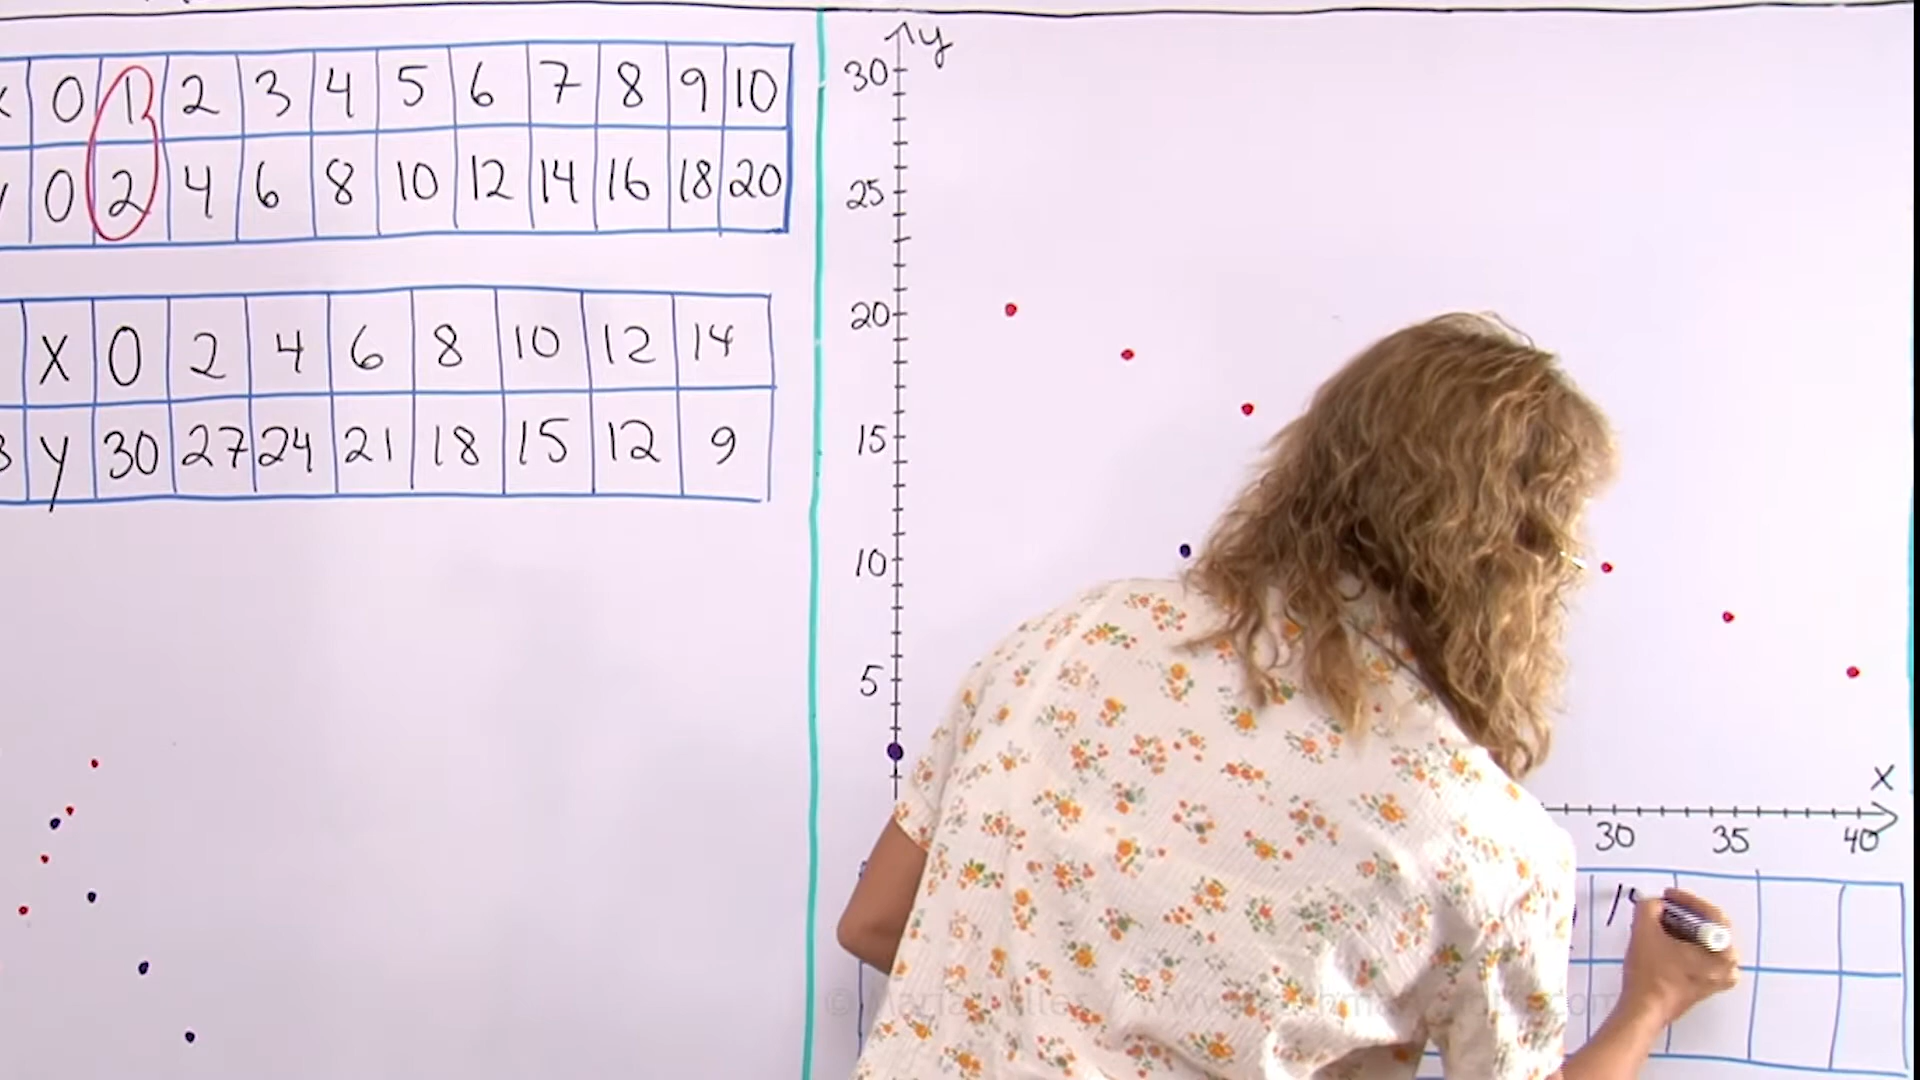 0 1 2 3 4 5 6 7 8 9 10
0 2 4 6 8 10 12 14 16 18 20
X 0 2 4 6 8 10 12 14
y 30 27 24 21 18 15 12 9
y
30
25
20
15
10
5
X
30 35 40